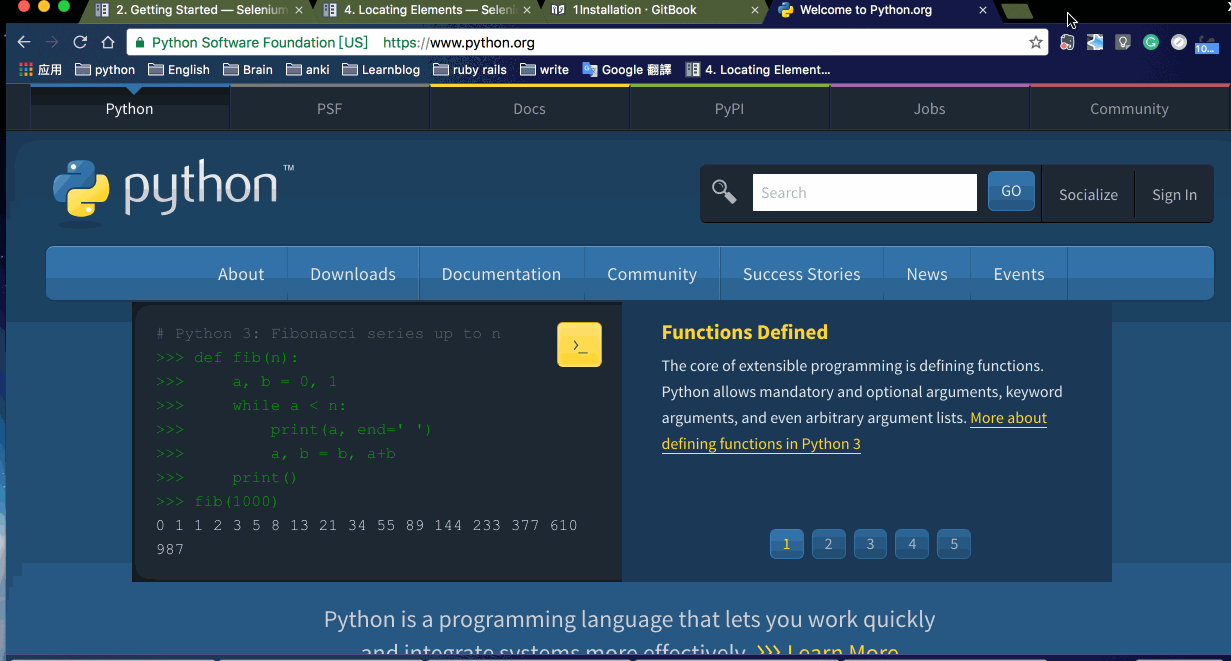 2. Getting Started — Selenium
4. Locating Elements — Seleni
1Installation · GitBook
Welcome to Python.org
Python Software Foundation [US] https://www.python.org
应用 python English Brain anki Learnblog ruby rails write Google 翻譯 4. Locating Element...
10...
Python PSF Docs PyPI Jobs Community
python™
Search GO Socialize Sign In
About Downloads Documentation Community Success Stories News Events
# Python 3: Fibonacci series up to n
>>> def fib(n):
>>>     a, b = 0, 1
>>>     while a < n:
>>>         print(a, end=' ')
>>>         a, b = b, a+b
>>>     print()
>>> fib(1000)
0 1 1 2 3 5 8 13 21 34 55 89 144 233 377 610
987
>_
Functions Defined
The core of extensible programming is defining functions.
Python allows mandatory and optional arguments, keyword
arguments, and even arbitrary argument lists. More about
defining functions in Python 3
1 2 3 4 5
Python is a programming language that lets you work quickly
and integrate systems more effectively. >>> Learn More